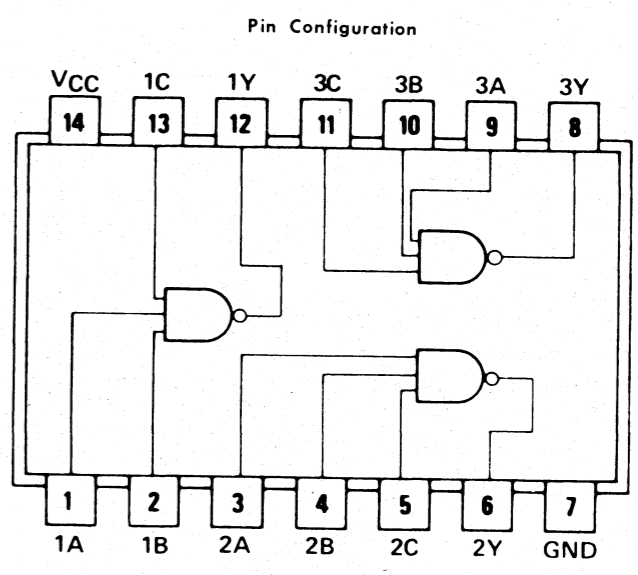 Pin Configuration
VCC 1C 1Y 3C 3B 3A 3Y
14 13 12 11 10 9 8
1 2 3 4 5 6 7
1A 1B 2A 2B 2C 2Y GND